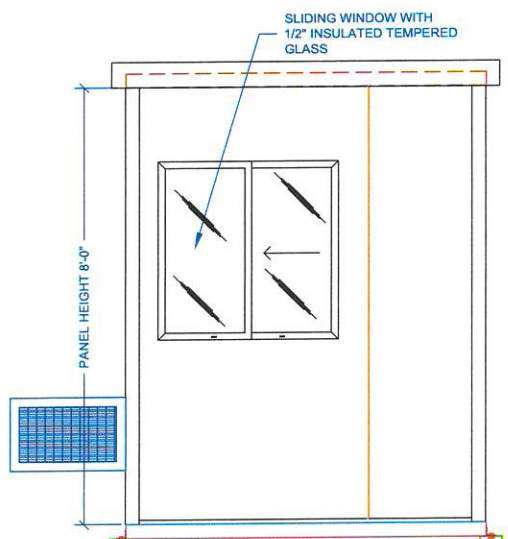 SLIDING WINDOW WITH
1/2" INSULATED TEMPERED
GLASS
PANEL HEIGHT 8'-0"